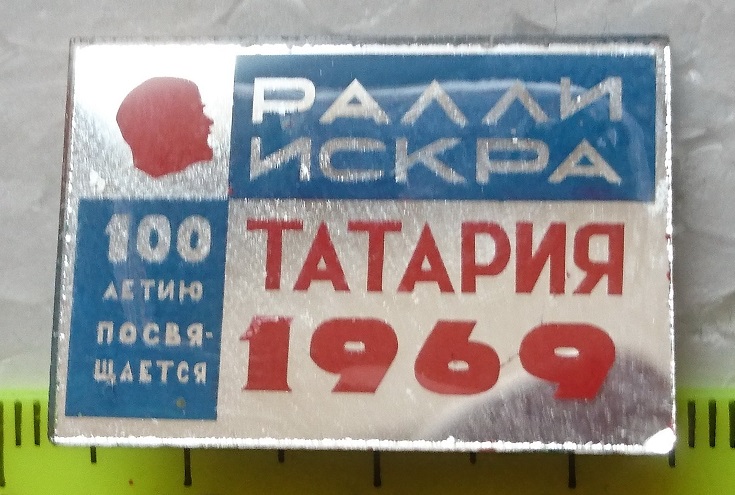 РАЛЛИ
ИСКРА
100
ЛЕТИЮ
ПОСВЯ-
ЩАЕТСЯ
ТАТАРИЯ
1969